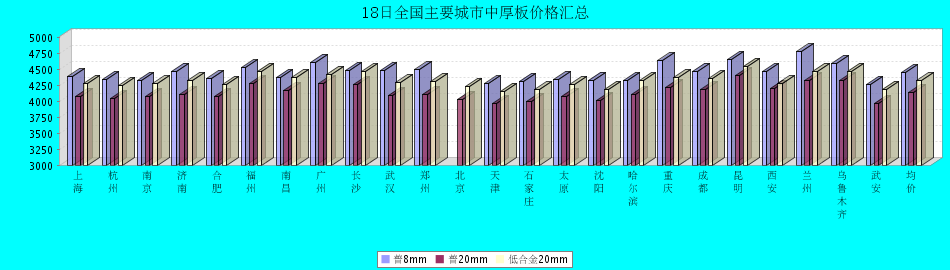 18日全国主要城市中厚板价格汇总
5000
4750
4500
4250
4000
3750
3500
3250
3000
上海
杭州
南京
济南
合肥
福州
南昌
广州
长沙
武汉
郑州
北京
天津
石家庄
太原
沈阳
哈尔滨
重庆
成都
昆明
西安
兰州
乌鲁木齐
武安
均价
普8mm 普20mm 低合金20mm